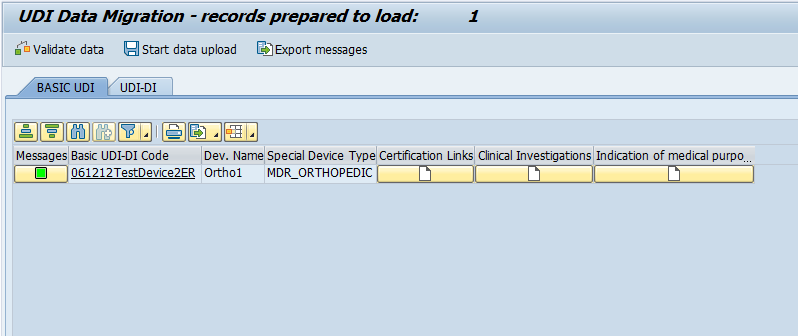 UDI Data Migration - records prepared to load: 1
Validate data Start data upload Export messages
BASIC UDI UDI-DI
Messages Basic UDI-DI Code Dev. Name Special Device Type Certification Links Clinical Investigations Indication of medical purpo...
061212TestDevice2ER Ortho1 MDR_ORTHOPEDIC